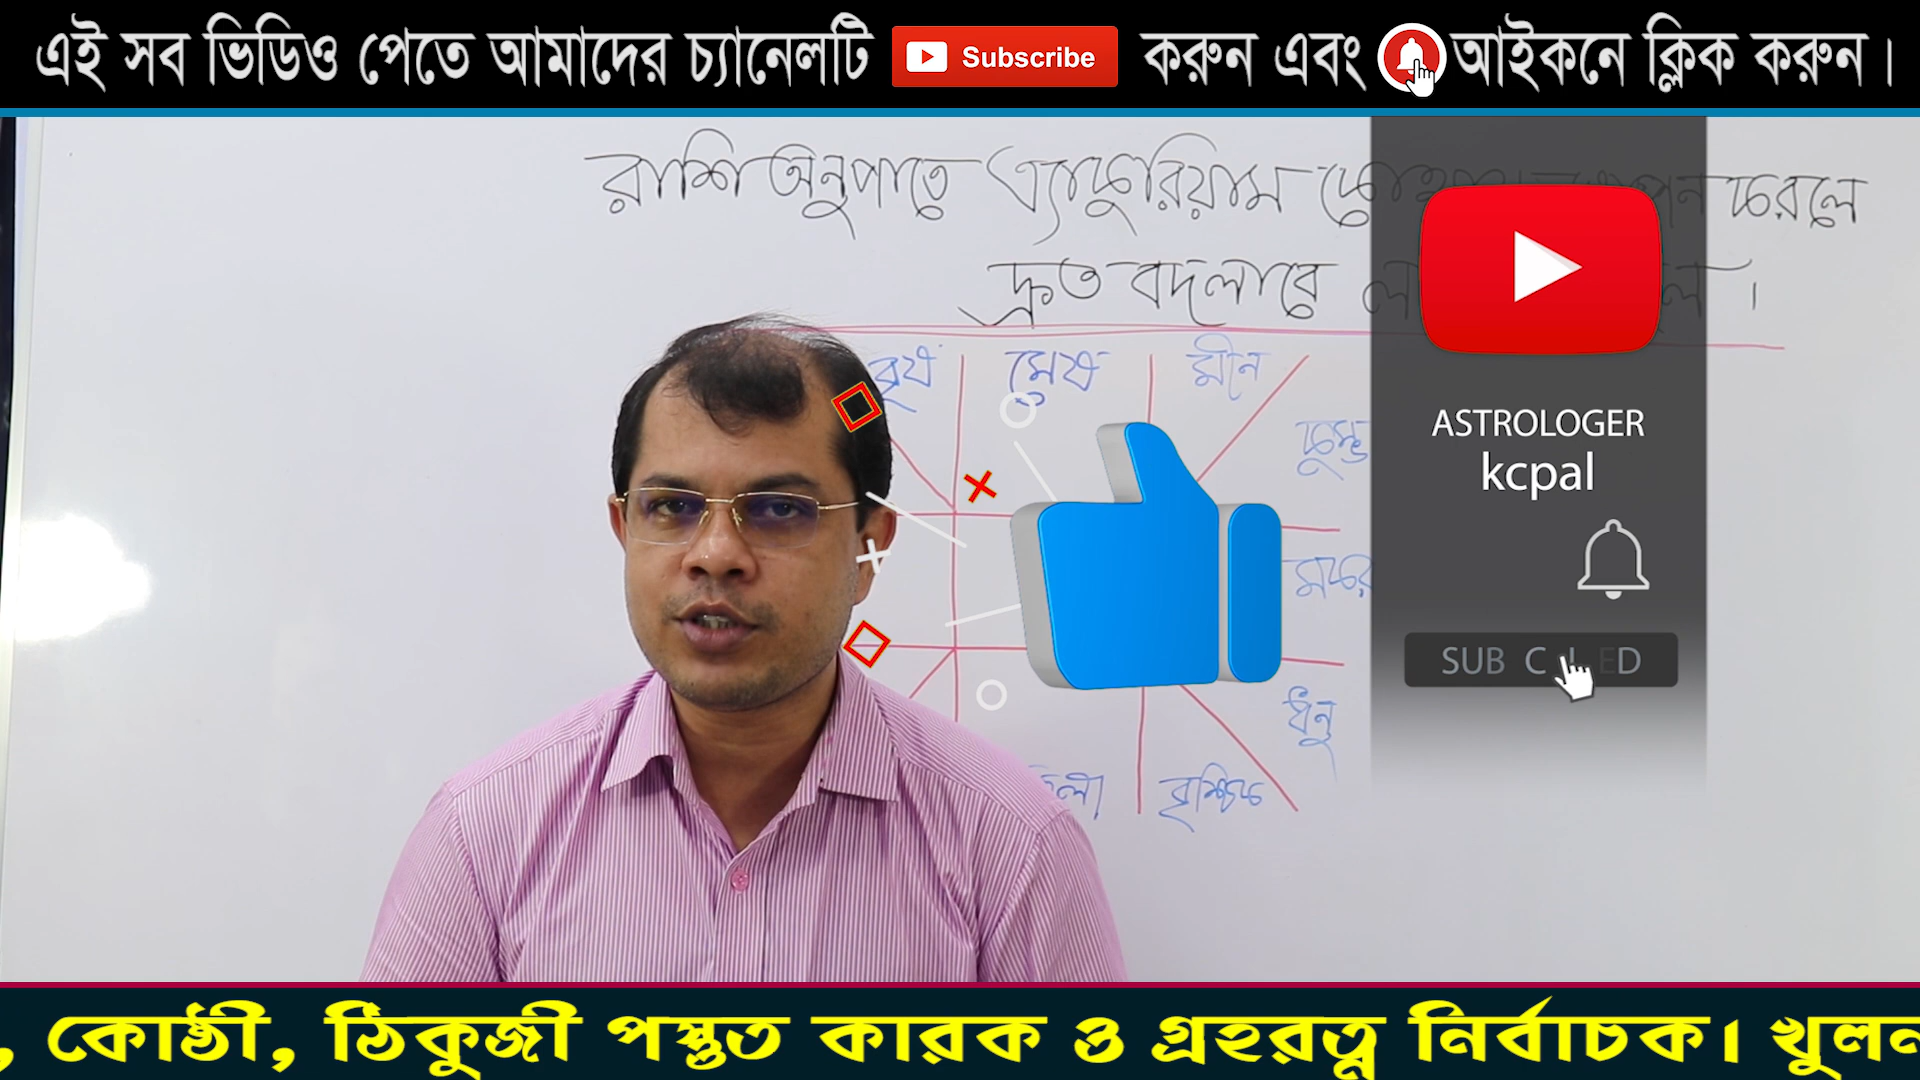 এই সব ভিডিও পেতে আমাদের চ্যানেলটি Subscribe করুন এবং আইকনে ক্লিক করুন।
রাশি অনুপাতে এ্যাকুরিয়াম করলে
দ্রুত বদলাবে
বৃষ মেষ মীন
ASTROLOGER
kcpal
ধনু
বৃশ্চিক
, কোষ্ঠী, ঠিকুজী পস্তুত কারক ও গ্রহরত্ন নির্বাচক। খুলন